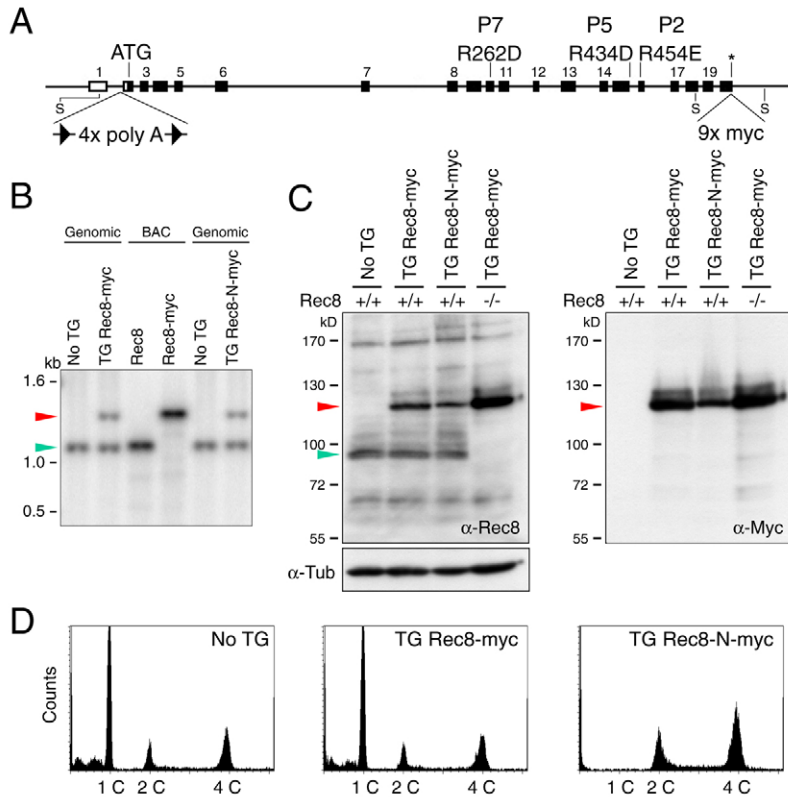 A
P7 P5 P2
ATG R262D R434D R454E *
1 3 5 6 7 8 11 12 13 14 17 19
S S S
4x poly A 9x myc
B
Genomic BAC Genomic
No TG TG Rec8-myc Rec8 Rec8-myc No TG TG Rec8-N-myc
kb
1.6
1.0
0.5
C
No TG TG Rec8-myc TG Rec8-N-myc TG Rec8-myc
Rec8 +/+ +/+ +/+ -/-
kD
170
130
100
72
55
α-Rec8
α-Tub
No TG TG Rec8-myc TG Rec8-N-myc TG Rec8-myc
Rec8 +/+ +/+ +/+ -/-
kD
170
130
100
72
55
α-Myc
D
Counts
No TG
1 C 2 C 4 C
TG Rec8-myc
1 C 2 C 4 C
TG Rec8-N-myc
1 C 2 C 4 C